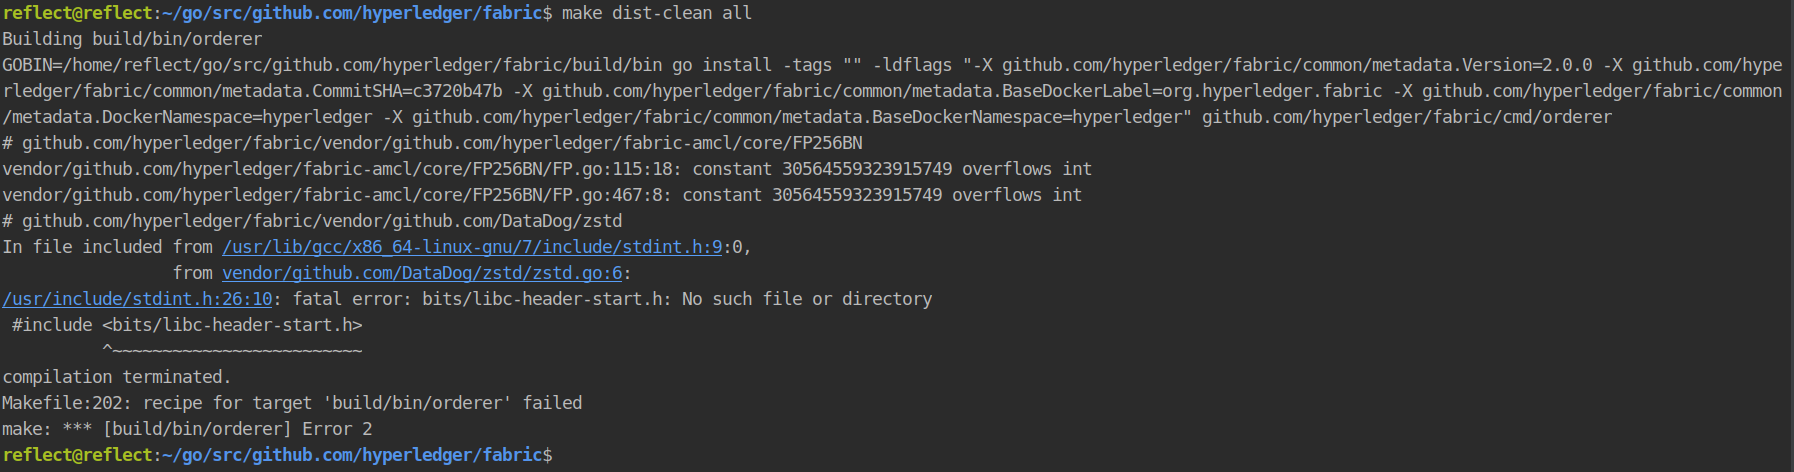 reflect@reflect:~/go/src/github.com/hyperledger/fabric$ make dist-clean all
Building build/bin/orderer
GOBIN=/home/reflect/go/src/github.com/hyperledger/fabric/build/bin go install -tags "" -ldflags "-X github.com/hyperledger/fabric/common/metadata.Version=2.0.0 -X github.com/hype
rledger/fabric/common/metadata.CommitSHA=c3720b47b -X github.com/hyperledger/fabric/common/metadata.BaseDockerLabel=org.hyperledger.fabric -X github.com/hyperledger/fabric/common
/metadata.DockerNamespace=hyperledger -X github.com/hyperledger/fabric/common/metadata.BaseDockerNamespace=hyperledger" github.com/hyperledger/fabric/cmd/orderer
# github.com/hyperledger/fabric/vendor/github.com/hyperledger/fabric-amcl/core/FP256BN
vendor/github.com/hyperledger/fabric-amcl/core/FP256BN/FP.go:115:18: constant 30564559323915749 overflows int
vendor/github.com/hyperledger/fabric-amcl/core/FP256BN/FP.go:467:8: constant 30564559323915749 overflows int
# github.com/hyperledger/fabric/vendor/github.com/DataDog/zstd
In file included from /usr/lib/gcc/x86_64-linux-gnu/7/include/stdint.h:9:0,
                 from vendor/github.com/DataDog/zstd/zstd.go:6:
/usr/include/stdint.h:26:10: fatal error: bits/libc-header-start.h: No such file or directory
 #include <bits/libc-header-start.h>
          ^~~~~~~~~~~~~~~~~~~~~~~~~~
compilation terminated.
Makefile:202: recipe for target 'build/bin/orderer' failed
make: *** [build/bin/orderer] Error 2
reflect@reflect:~/go/src/github.com/hyperledger/fabric$